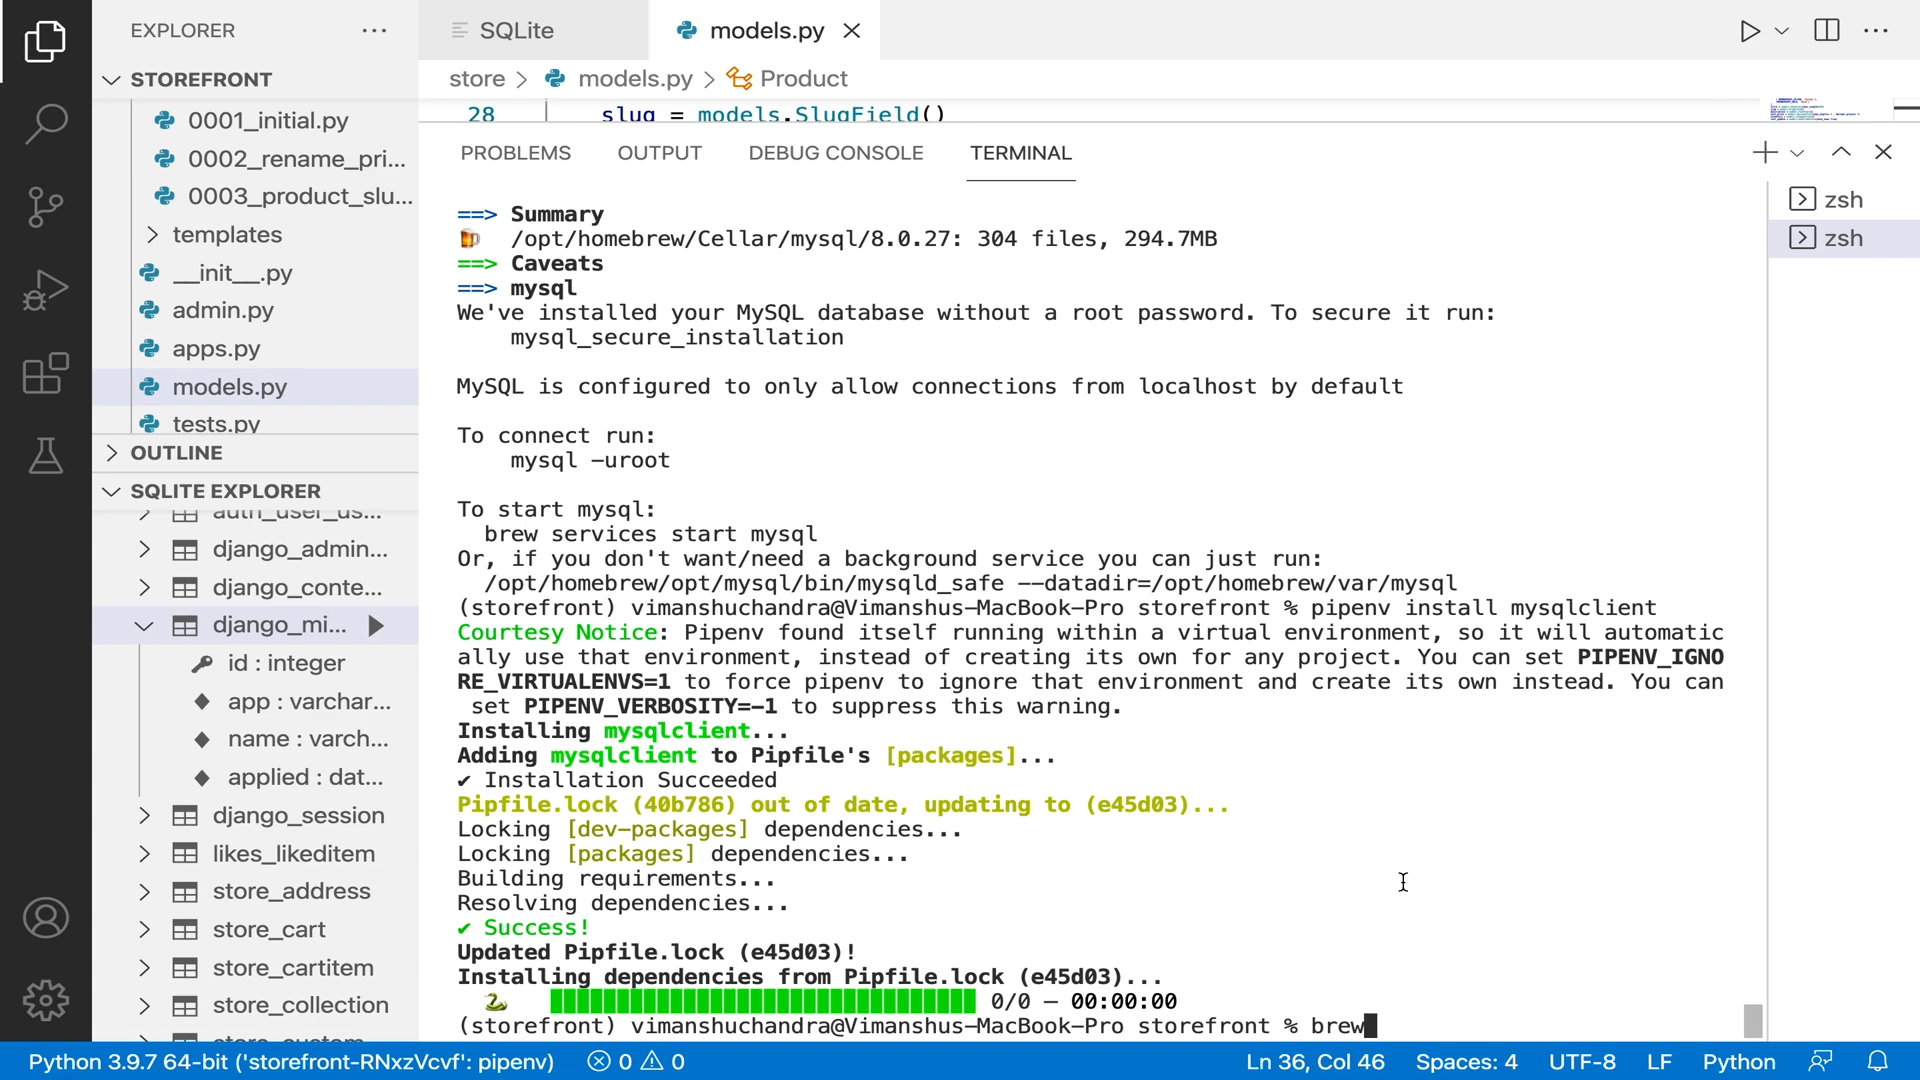 EXPLORER
STOREFRONT
0001_initial.py
0002_rename_pri...
0003_product_slu...
templates
__init__.py
admin.py
apps.py
models.py
tests.py
OUTLINE
SQLITE EXPLORER
auth_user_us...
django_admin...
django_conte...
django_mi...
id : integer
app : varchar...
name : varch...
applied : dat...
django_session
likes_likeditem
store_address
store_cart
store_cartitem
store_collection
SQLite
models.py
store > models.py > Product
28 slug = models.SlugField()
PROBLEMS OUTPUT DEBUG CONSOLE TERMINAL
zsh
zsh
==> Summary
🍺 /opt/homebrew/Cellar/mysql/8.0.27: 304 files, 294.7MB
==> Caveats
==> mysql
We've installed your MySQL database without a root password. To secure it run:
mysql_secure_installation
MySQL is configured to only allow connections from localhost by default
To connect run:
mysql -uroot
To start mysql:
brew services start mysql
Or, if you don't want/need a background service you can just run:
/opt/homebrew/opt/mysql/bin/mysqld_safe --datadir=/opt/homebrew/var/mysql
(storefront) vimanshuchandra@Vimanshus-MacBook-Pro storefront % pipenv install mysqlclient
Courtesy Notice: Pipenv found itself running within a virtual environment, so it will automatic
ally use that environment, instead of creating its own for any project. You can set PIPENV_IGNO
RE_VIRTUALENVS=1 to force pipenv to ignore that environment and create its own instead. You can
set PIPENV_VERBOSITY=-1 to suppress this warning.
Installing mysqlclient...
Adding mysqlclient to Pipfile's [packages]...
✔ Installation Succeeded
Pipfile.lock (40b786) out of date, updating to (e45d03)...
Locking [dev-packages] dependencies...
Locking [packages] dependencies...
Building requirements...
Resolving dependencies...
✔ Success!
Updated Pipfile.lock (e45d03)!
Installing dependencies from Pipfile.lock (e45d03)...
🐍 0/0 — 00:00:00
(storefront) vimanshuchandra@Vimanshus-MacBook-Pro storefront % brew
Python 3.9.7 64-bit ('storefront-RNxzVcvf': pipenv) 0 0 Ln 36, Col 46 Spaces: 4 UTF-8 LF Python